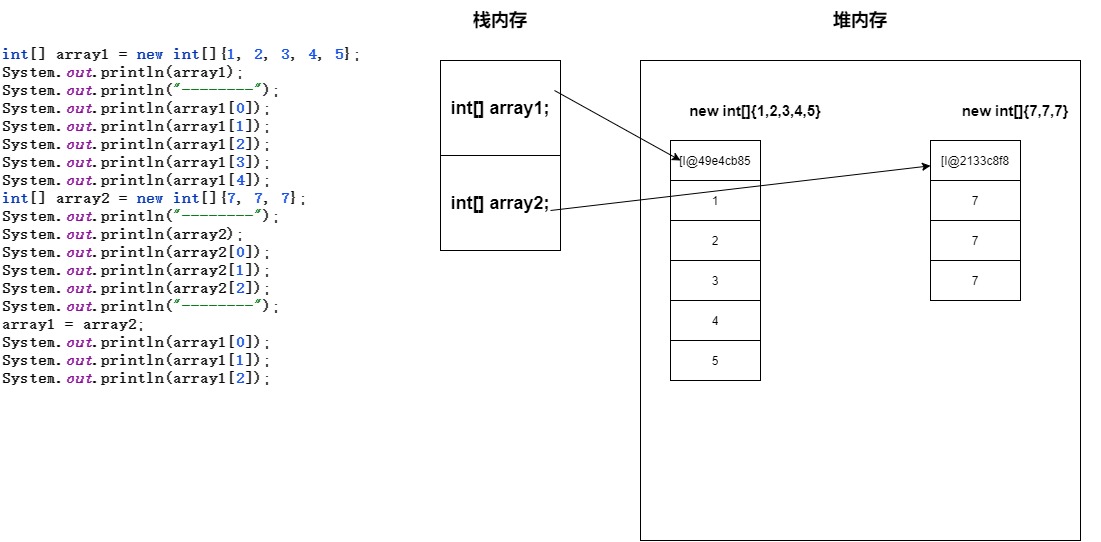 栈内存
堆内存
int[] array1 = new int[]{1, 2, 3, 4, 5};
System.out.println(array1);
System.out.println("--------");
System.out.println(array1[0]);
System.out.println(array1[1]);
System.out.println(array1[2]);
System.out.println(array1[3]);
System.out.println(array1[4]);
int[] array2 = new int[]{7, 7, 7};
System.out.println("--------");
System.out.println(array2);
System.out.println(array2[0]);
System.out.println(array2[1]);
System.out.println(array2[2]);
System.out.println("--------");
array1 = array2;
System.out.println(array1[0]);
System.out.println(array1[1]);
System.out.println(array1[2]);
int[] array1;
int[] array2;
new int[]{1,2,3,4,5}
[I@49e4cb85
1
2
3
4
5
new int[]{7,7,7}
[I@2133c8f8
7
7
7